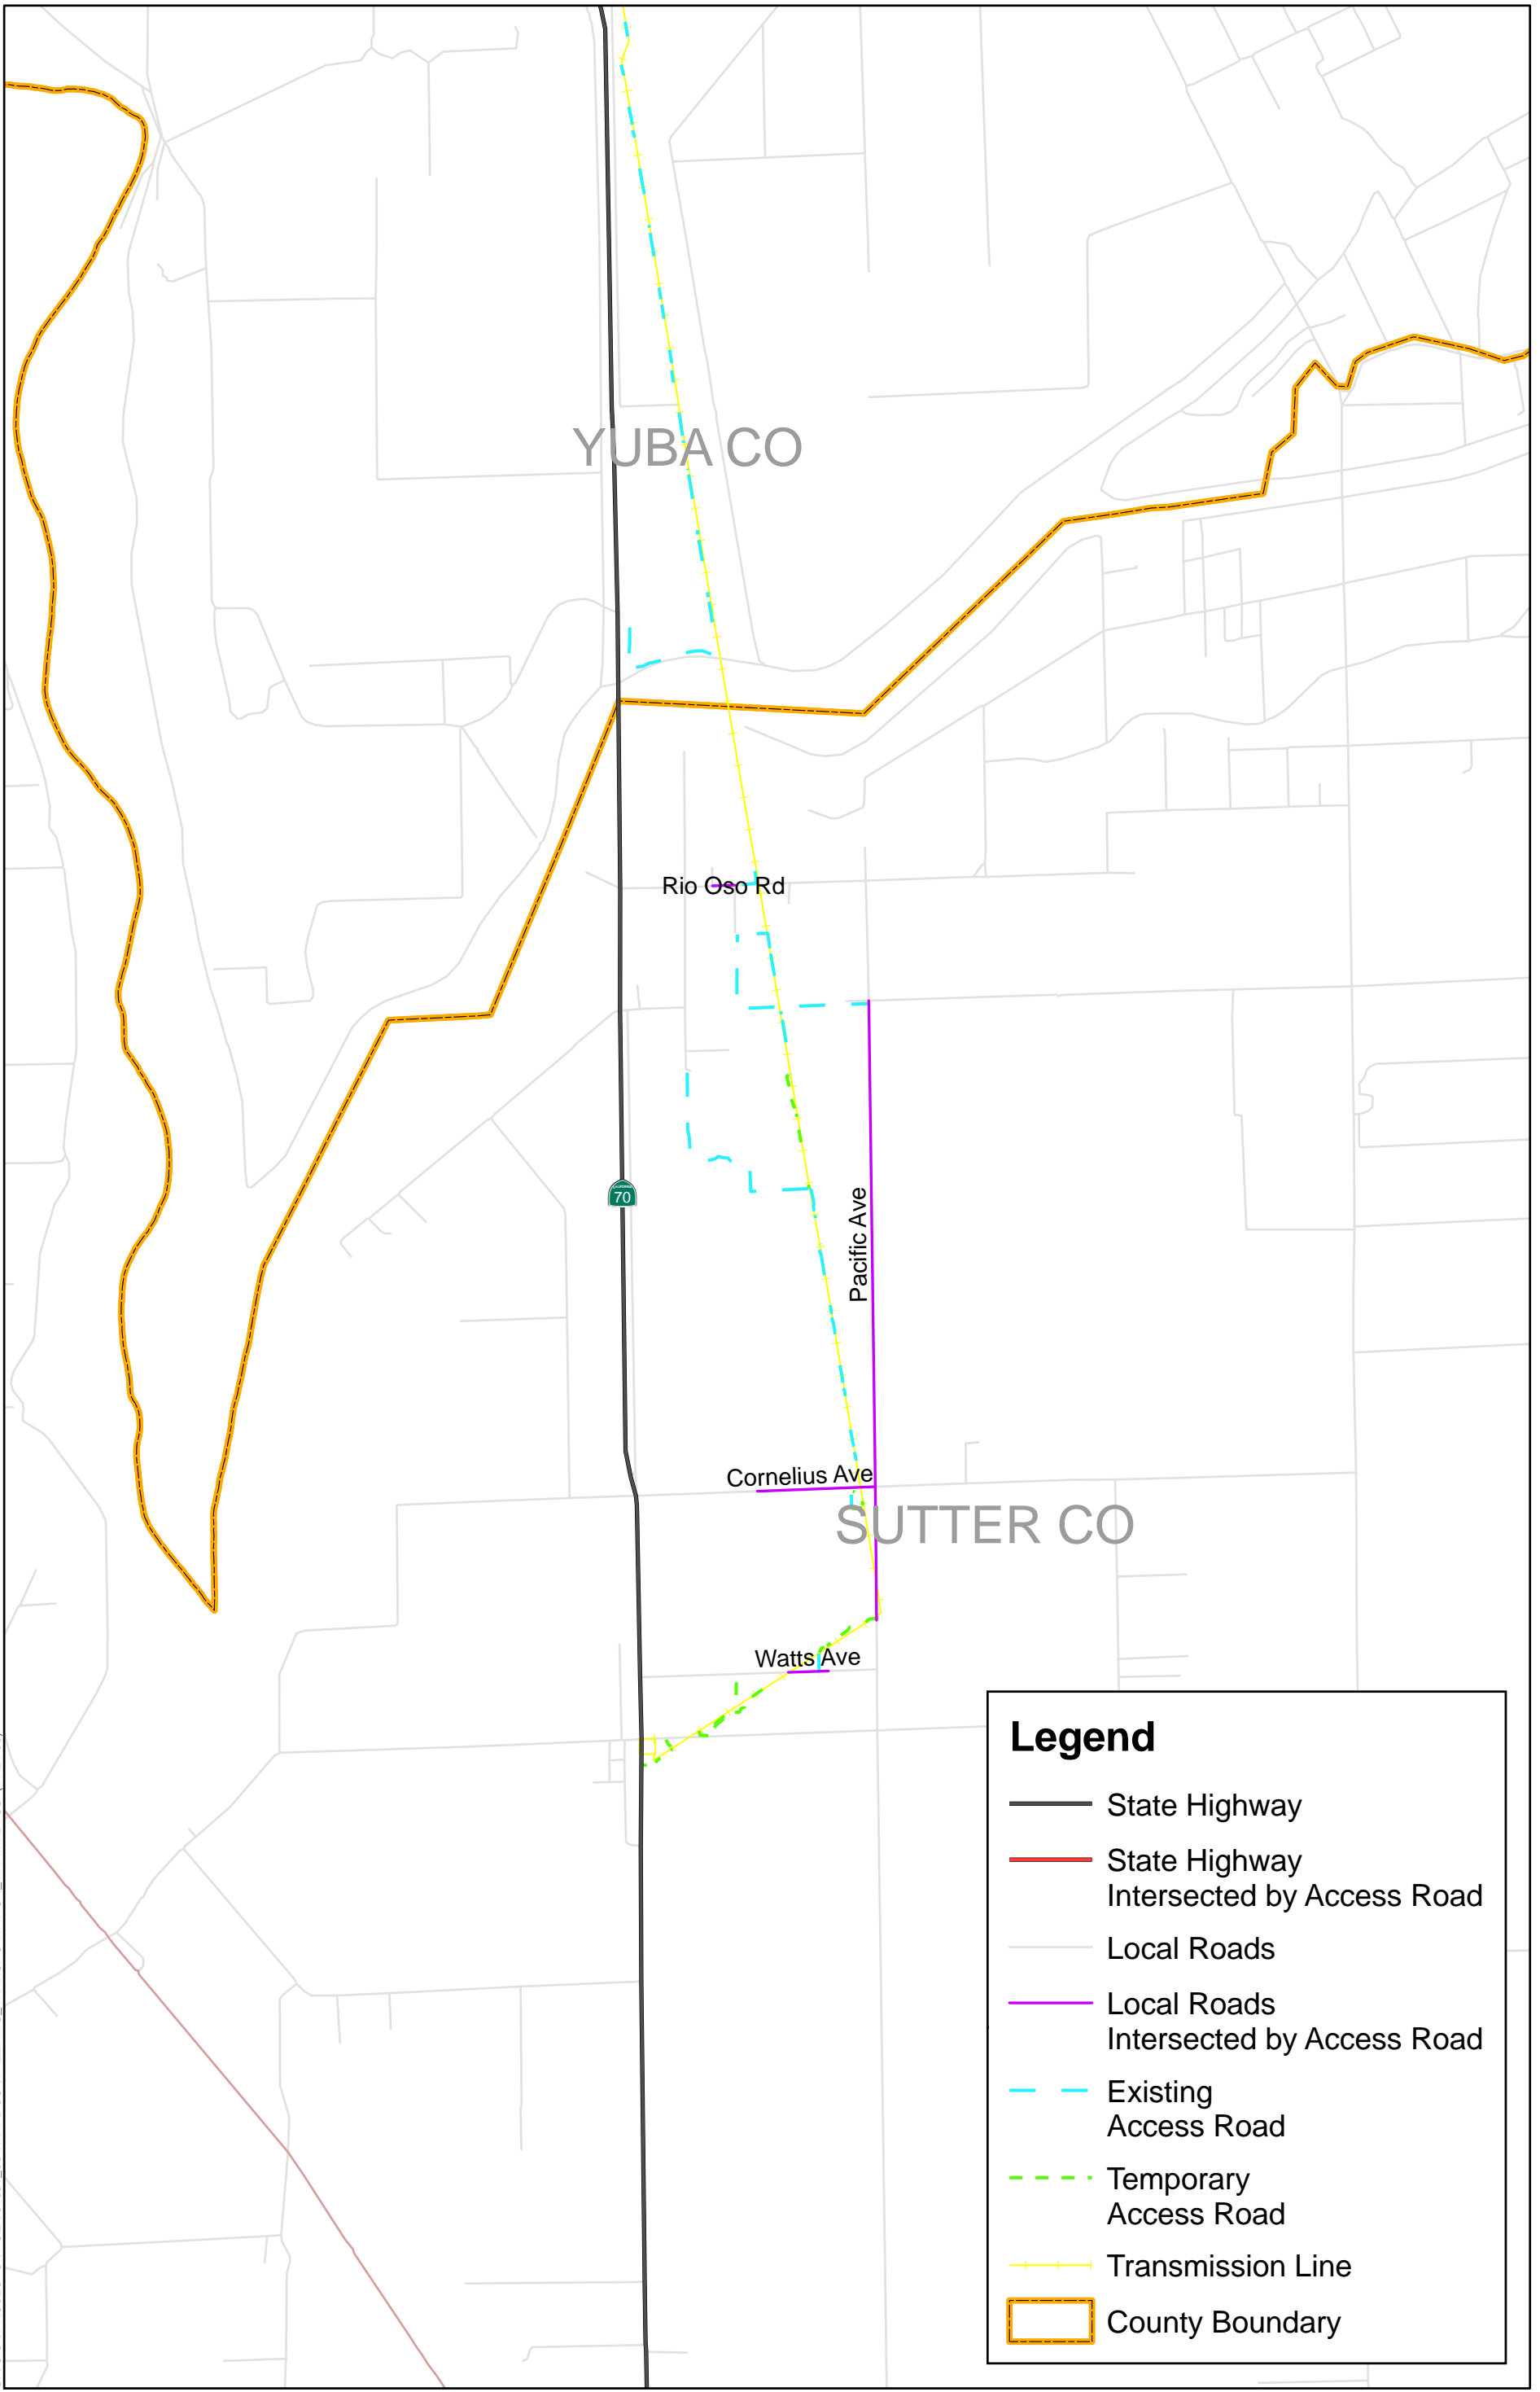 YUBA CO
Rio Oso Rd
70
Pacific Ave
Cornelius Ave
SUTTER CO
Watts Ave
Legend
State Highway
State Highway
Intersected by Access Road
Local Roads
Local Roads
Intersected by Access Road
Existing
Access Road
Temporary
Access Road
Transmission Line
County Boundary